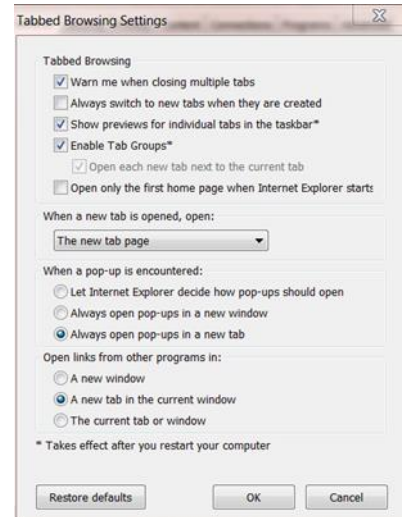 Tabbed Browsing Settings
Tabbed Browsing
Warn me when closing multiple tabs
Always switch to new tabs when they are created
Show previews for individual tabs in the taskbar*
Enable Tab Groups*
Open each new tab next to the current tab
Open only the first home page when Internet Explorer starts
When a new tab is opened, open:
The new tab page
When a pop-up is encountered:
Let Internet Explorer decide how pop-ups should open
Always open pop-ups in a new window
Always open pop-ups in a new tab
Open links from other programs in:
A new window
A new tab in the current window
The current tab or window
* Takes effect after you restart your computer
Restore defaults OK Cancel